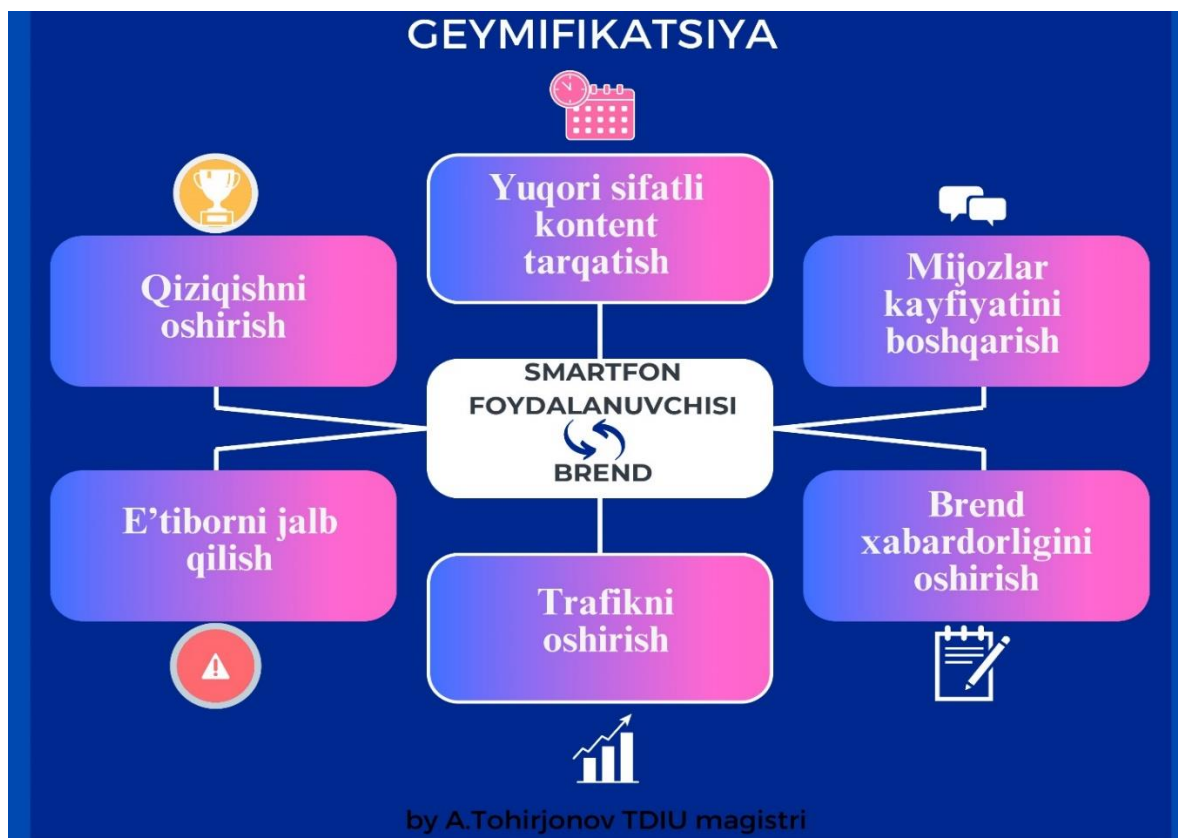 GEYMIFIKATSIYA
Yuqori sifatli
kontent
tarqatish
Qiziqishni
oshirish
Mijozlar
kayfiyatini
boshqarish
SMARTFON
FOYDALANUVCHISI
BREND
E’tiborni jalb
qilish
Brend
xabardorligini
oshirish
Trafikni
oshirish
by A.Tohirjonov TDIU magistri